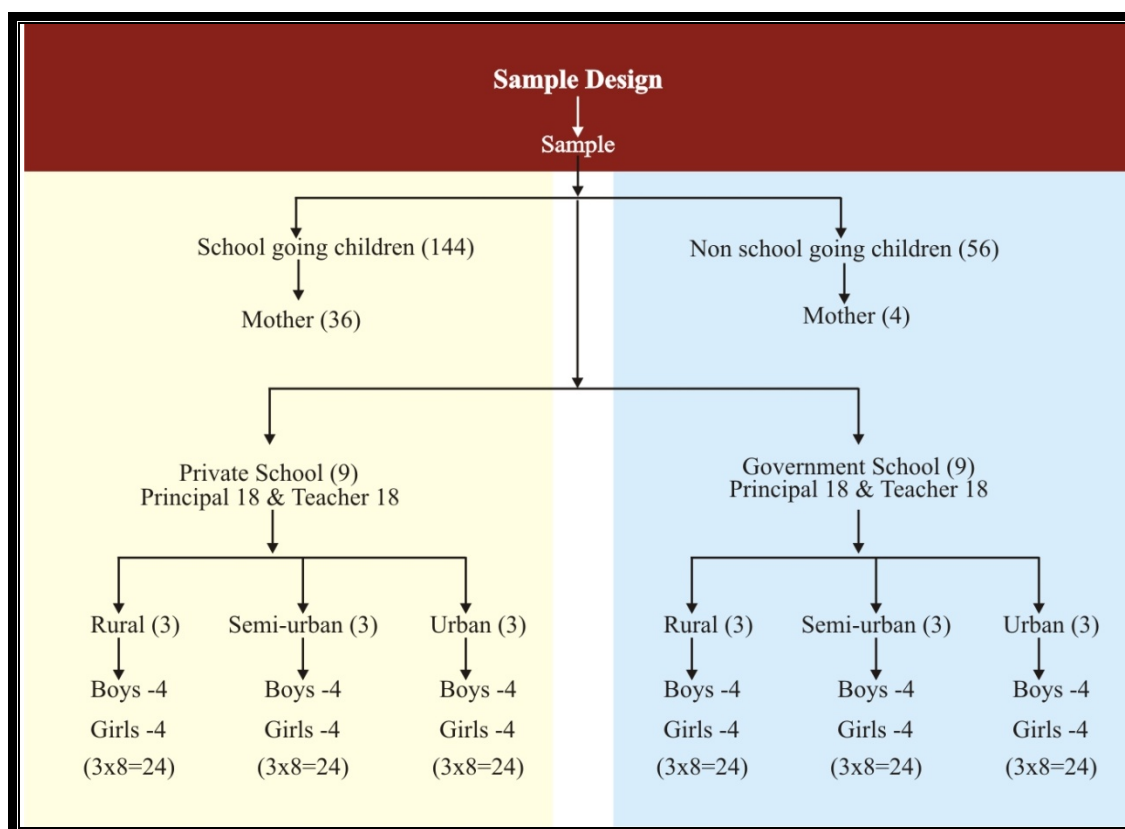 Sample Design
Sample
School going children (144)
Non school going children (56)
Mother (36)
Mother (4)
Private School (9)
Principal 18 & Teacher 18
Government School (9)
Principal 18 & Teacher 18
Rural (3)
Semi-urban (3)
Urban (3)
Rural (3)
Semi-urban (3)
Urban (3)
Boys -4
Boys -4
Boys -4
Boys -4
Boys -4
Boys -4
Girls -4
Girls -4
Girls -4
Girls -4
Girls -4
Girls -4
(3x8=24)
(3x8=24)
(3x8=24)
(3x8=24)
(3x8=24)
(3x8=24)